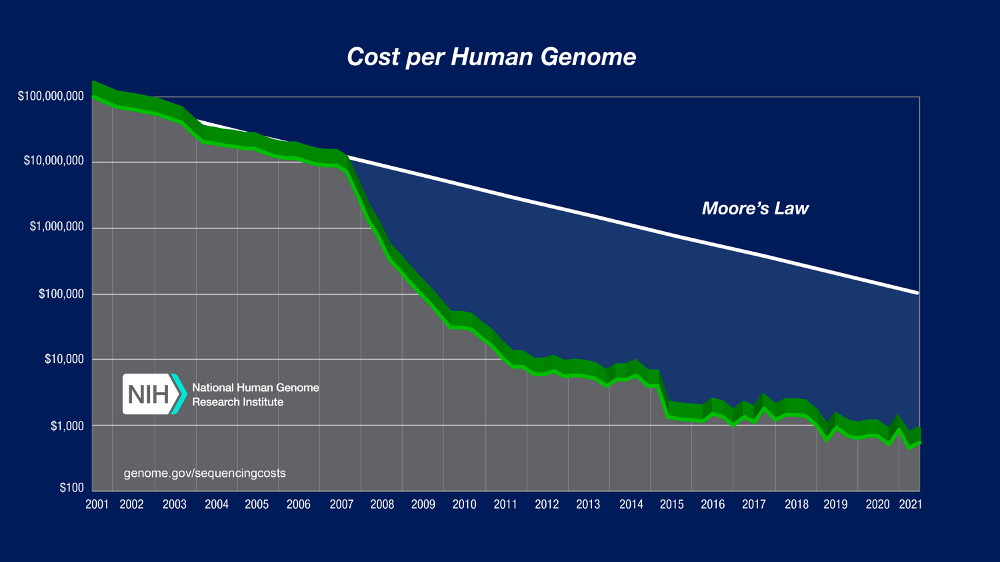 Cost per Human Genome
$100,000,000
$10,000,000
$1,000,000
$100,000
$10,000
$1,000
$100
Moore's Law
NIH
National Human Genome
Research Institute
genome.gov/sequencingcosts
2001 2002 2003 2004 2005 2006 2007 2008 2009 2010 2011 2012 2013 2014 2015 2016 2017 2018 2019 2020 2021